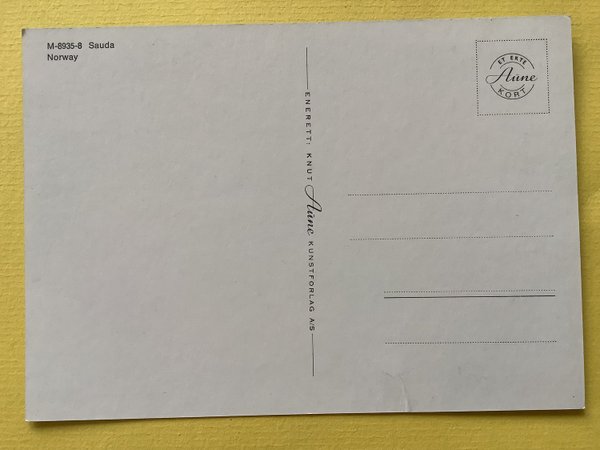 M-8935-8 Sauda
Norway
ENERETT: KNUT Aune KUNSTFORLAG A/S
ET EKTE
Aune
KORT